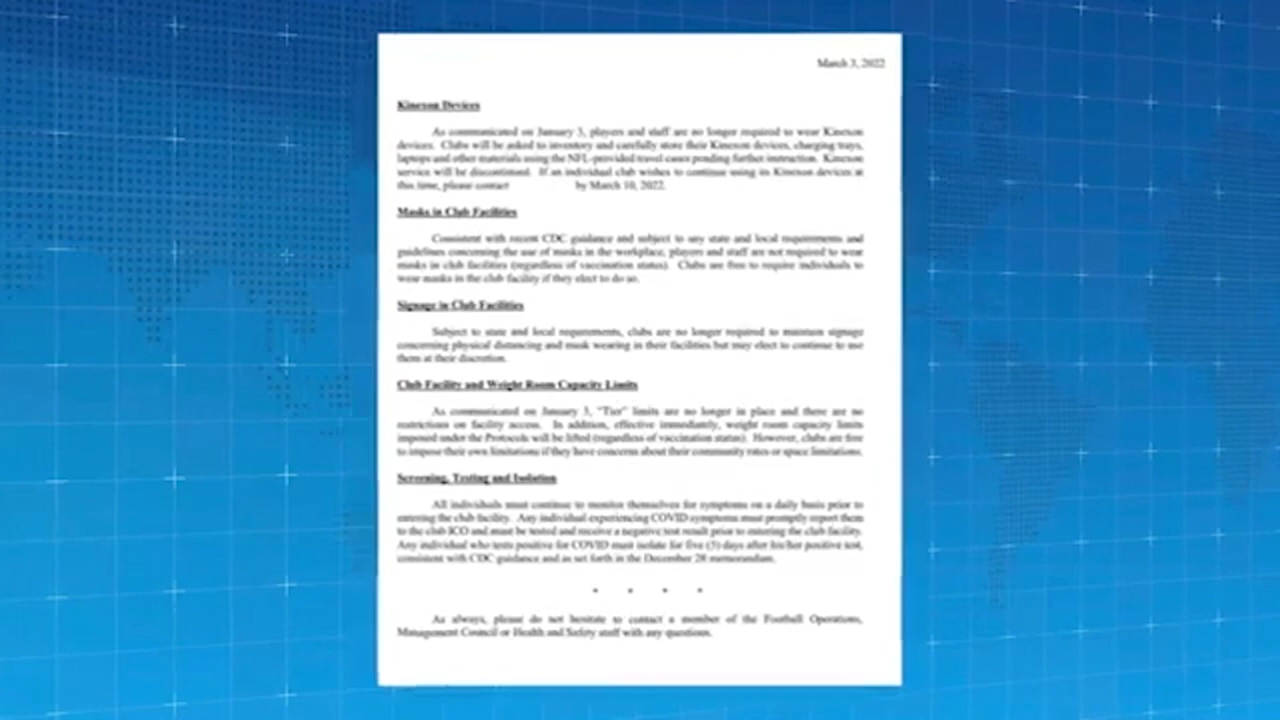 March 3, 2022
Kinexon Devices
As communicated on January 3, players and staff are no longer required to wear Kinexon
devices. Clubs will be asked to inventory and carefully store their Kinexon devices, charging trays,
laptops and other materials using the NFL-provided travel cases pending further instruction. Kinexon
service will be discontinued. If an individual club wishes to continue using its Kinexon devices at
this time, please contact by March 10, 2022.
Masks in Club Facilities
Consistent with recent CDC guidance and subject to any state and local requirements and
guidelines concerning the use of masks in the workplace, players and staff are not required to wear
masks in club facilities (regardless of vaccination status). Clubs are free to require individuals to
wear masks in the club facility if they elect to do so.
Signage in Club Facilities
Subject to state and local requirements, clubs are no longer required to maintain signage
concerning physical distancing and mask wearing in their facilities but may elect to continue to use
them at their discretion.
Club Facility and Weight Room Capacity Limits
As communicated on January 3, "Tier" limits are no longer in place and there are no
restrictions on facility access. In addition, effective immediately, weight room capacity limits
imposed under the Protocols will be lifted (regardless of vaccination status). However, clubs are free
to impose their own limitations if they have concerns about their community rates or space limitations.
Screening, Testing and Isolation
All individuals must continue to monitor themselves for symptoms on a daily basis prior to
entering the club facility. Any individual experiencing COVID symptoms must promptly report them
to the club ICO and must be tested and receive a negative test result prior to entering the club facility.
Any individual who tests positive for COVID must isolate for five (5) days after his/her positive test,
consistent with CDC guidance and as set forth in the December 28 memorandum.
* * * *
As always, please do not hesitate to contact a member of the Football Operations,
Management Council or Health and Safety staff with any questions.